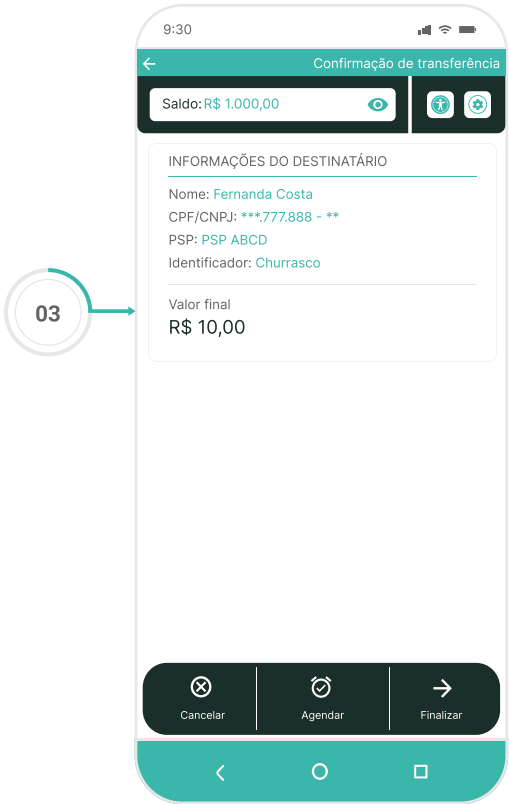 9:30
Confirmação de transferência
Saldo: R$ 1.000,00
INFORMAÇÕES DO DESTINATÁRIO
Nome: Fernanda Costa
CPF/CNPJ: ***.777.888 - **
PSP: PSP ABCD
Identificador: Churrasco
03
Valor final
R$ 10,00
Cancelar
Agendar
Finalizar